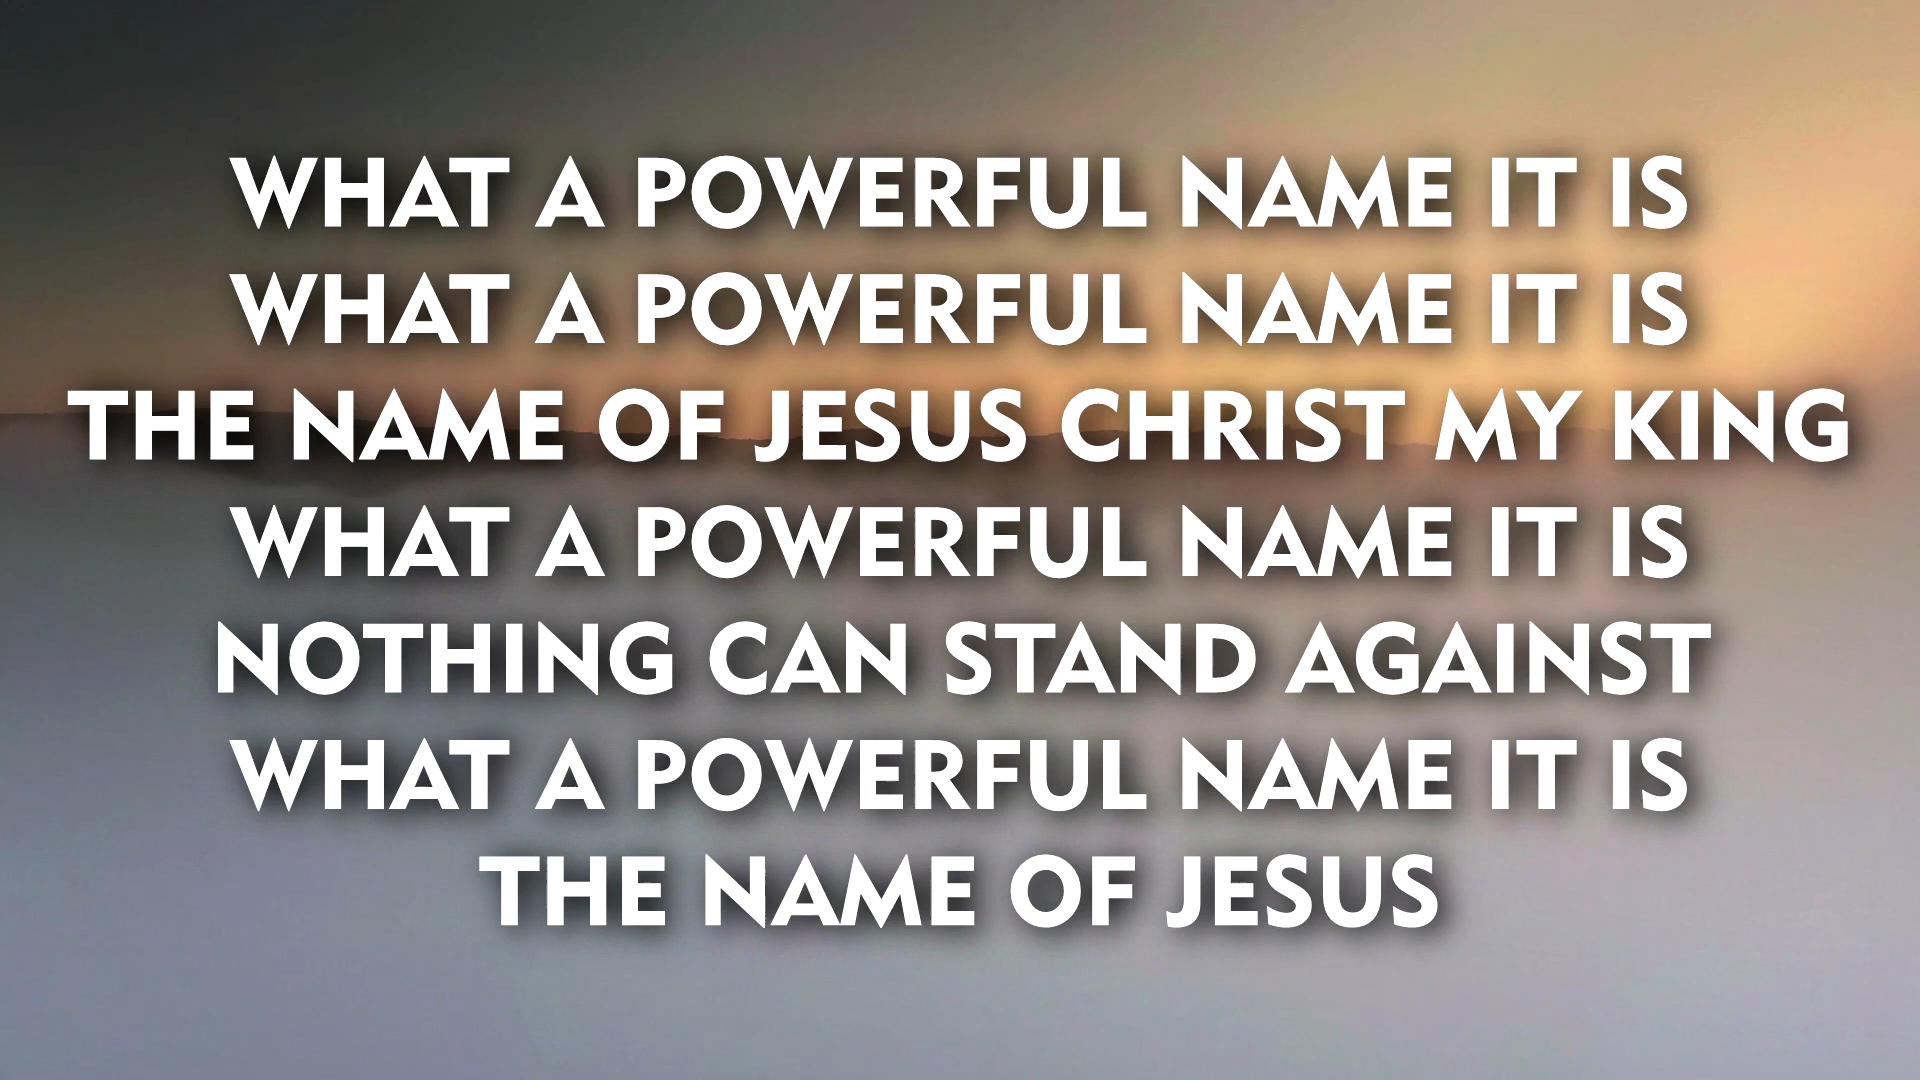 WHAT A POWERFUL NAME IT IS
WHAT A POWERFUL NAME IT IS
THE NAME OF JESUS CHRIST MY KING
WHAT A POWERFUL NAME IT IS
NOTHING CAN STAND AGAINST
WHAT A POWERFUL NAME IT IS
THE NAME OF JESUS